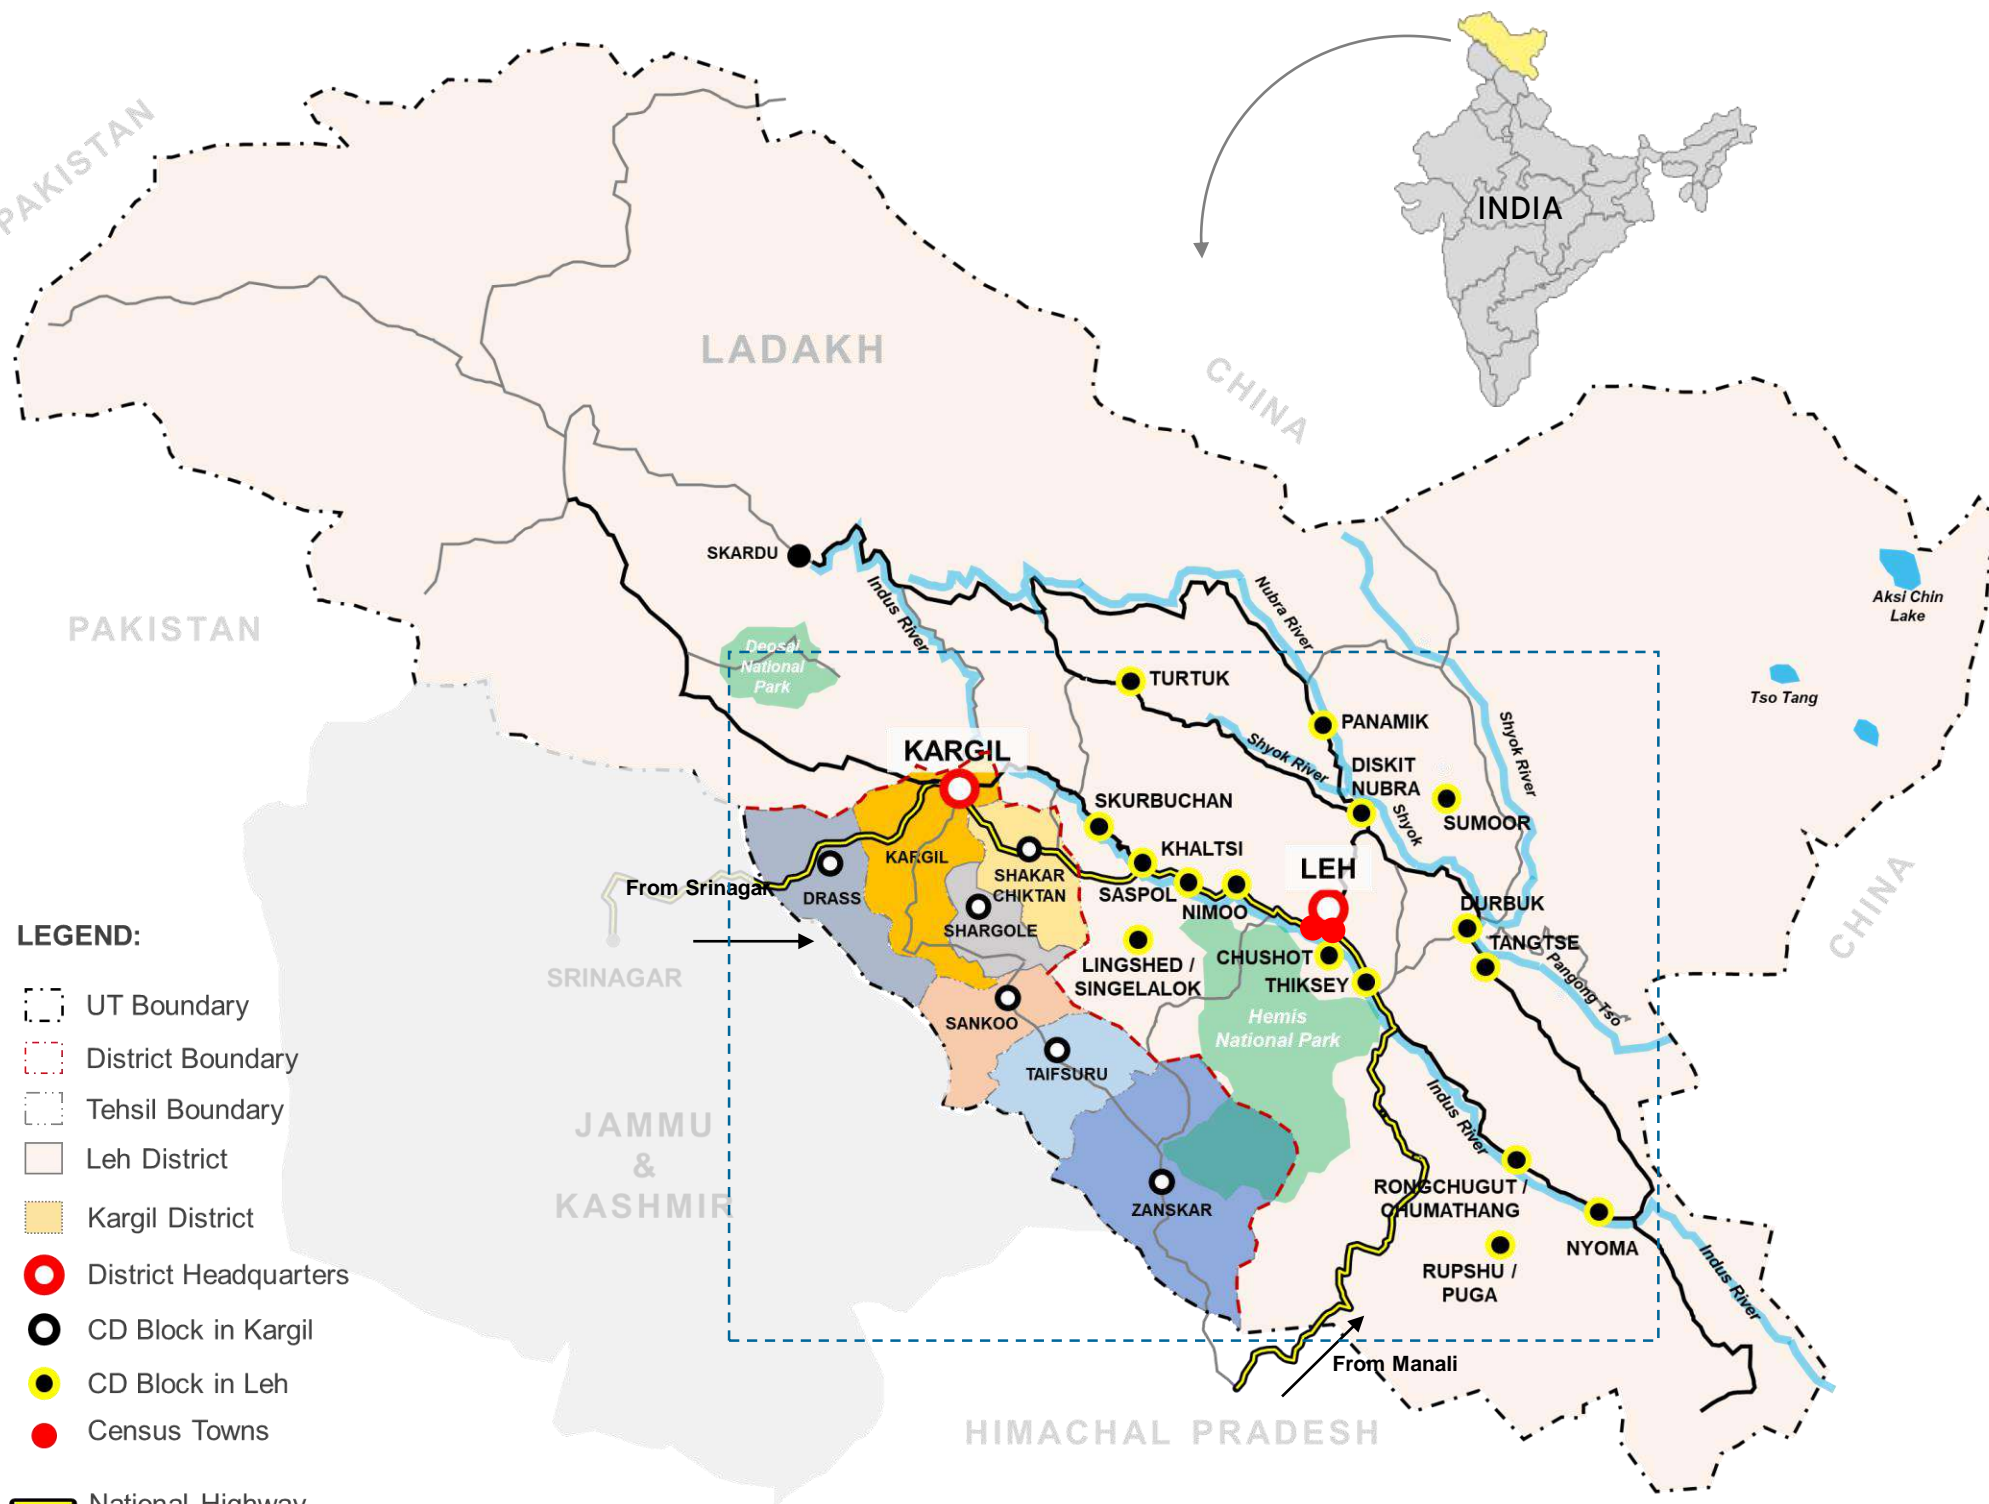 PAKISTAN
INDIA
LADAKH
CHINA
SKARDU
Indus River
Nubra River
Aksi Chin
Lake
PAKISTAN
Deosai
National
Park
TURTUK
Tso Tang
PANAMIK
Shyok River
KARGIL
Shyok River
DISKIT
NUBRA
SKURBUCHAN
Shyok
SUMOOR
KHALTSI
KARGIL
LEH
SHAKAR
CHIKTAN
From Srinagar
DRASS
SASPOL
NIMOO
DURBUK
CHINA
SHARGOLE
TANGTSE
LEGEND:
SRINAGAR
LINGSHED /
SINGELALOK
CHUSHOT
THIKSEY
Pangong Tso
UT Boundary
SANKOO
Hemis
National Park
District Boundary
TAIFSURU
Tehsil Boundary
JAMMU
&
KASHMIR
Indus River
Leh District
RONGCHUGUT /
CHUMATHANG
ZANSKAR
Kargil District
NYOMA
RUPSHU /
PUGA
Indus River
District Headquarters
CD Block in Kargil
From Manali
CD Block in Leh
Census Towns
HIMACHAL PRADESH
National Highway